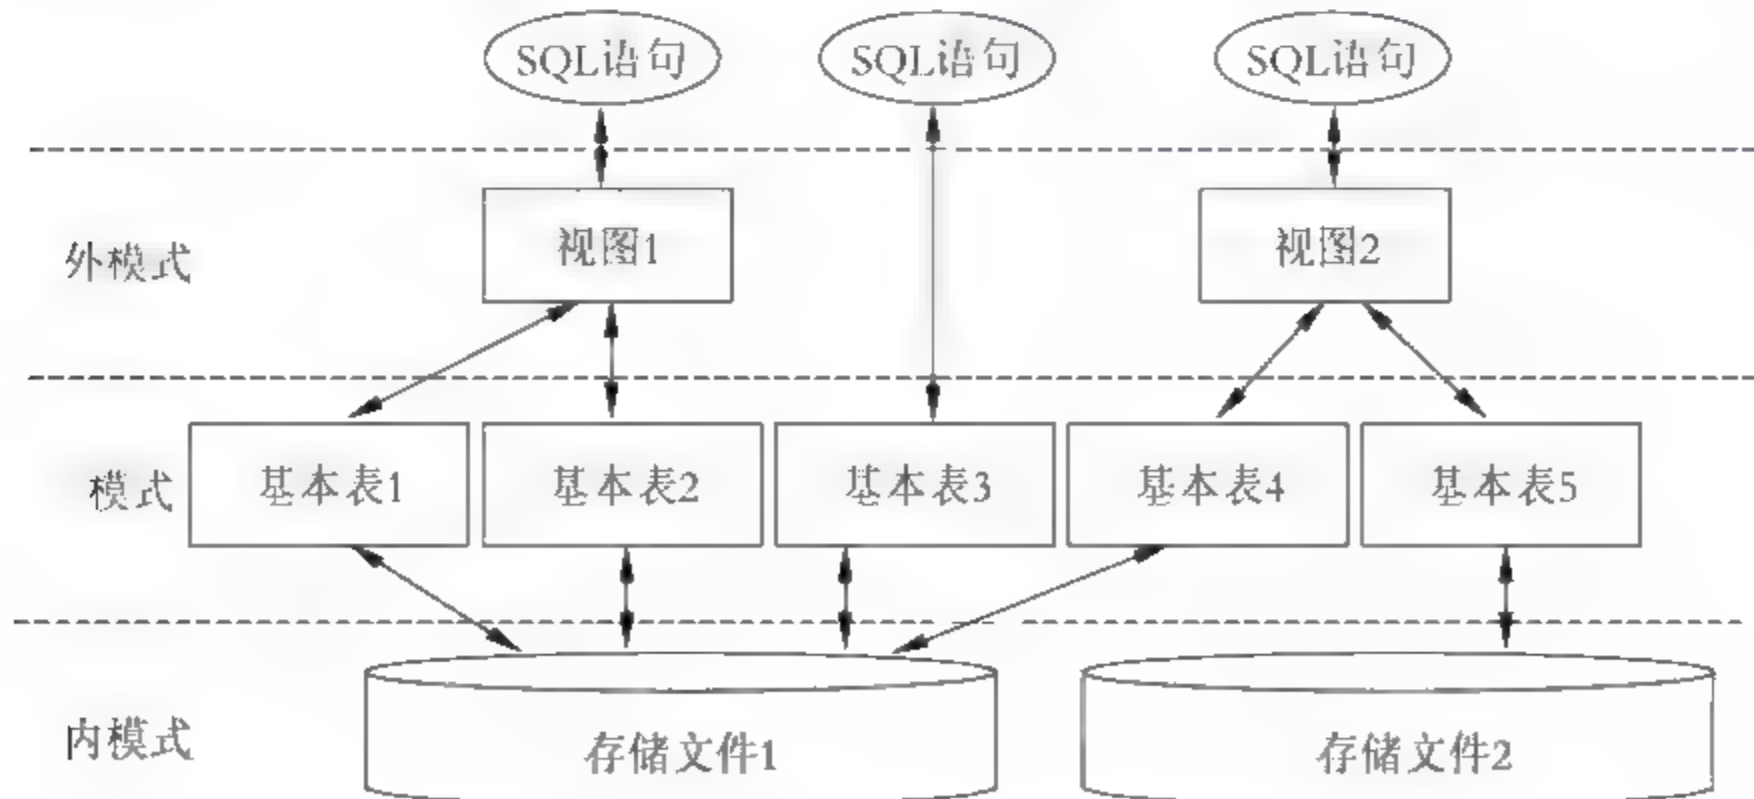 SQL语句
SQL语句
SQL语句
外模式
视图1
视图2
模式
基本表1
基本表2
基本表3
基本表4
基本表5
内模式
存储文件1
存储文件2